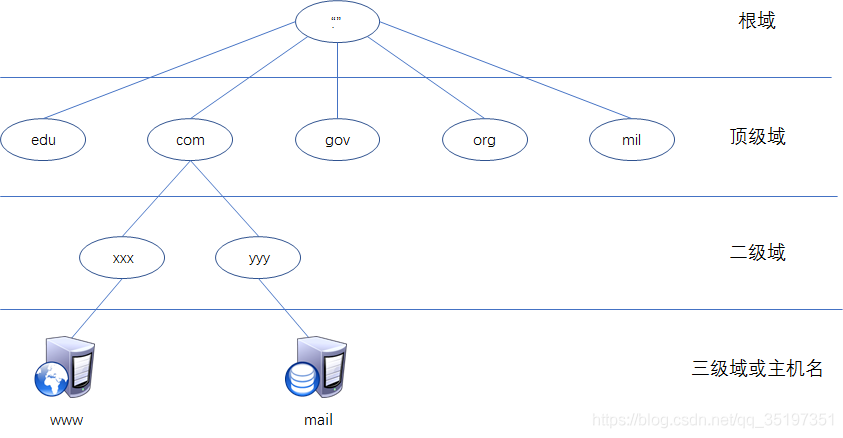 “.” 根域
edu com gov org mil 顶级域
xxx yyy 二级域
三级域或主机名
www mail
https://blog.csdn.net/qq_35197351